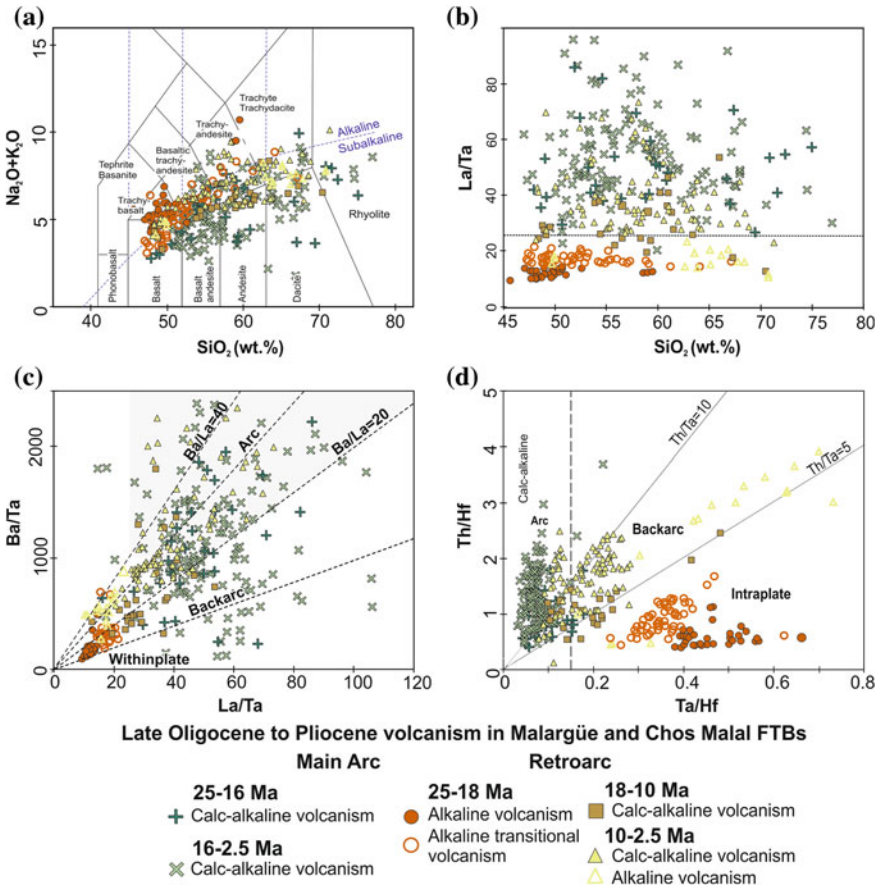 (a)
(b)
15
10
5
0
Na2O+K2O
40
50
60
70
80
SiO2 (wt.%)
Tephrite
Basanite
Trachy-
basalt
Basaltic
trachy-
andesite
Trachy-
andesite
Trachyte
Trachydacite
Alkaline
Subalkaline
Phonobasalt
Basalt
Basalt
andesite
Andesite
Dacite
Rhyolite
100
80
60
40
20
0
La/Ta
45
50
55
60
65
70
75
80
SiO2 (wt.%)
(c)
(d)
2000
1000
0
Ba/Ta
0
20
40
60
80
100
120
La/Ta
Ba/La=40
Arc
Ba/La=20
Backarc
Withinplate
5
4
3
2
1
0
Th/Hf
0
0.2
0.4
0.6
0.8
Ta/Hf
Calc-alkaline
Arc
Th/Ta=10
Th/Ta=5
Backarc
Intraplate
Late Oligocene to Pliocene volcanism in Malargüe and Chos Malal FTBs
Main Arc
Retroarc
25-16 Ma
Calc-alkaline volcanism
16-2.5 Ma
Calc-alkaline volcanism
25-18 Ma
Alkaline volcanism
Alkaline transitional
volcanism
18-10 Ma
Calc-alkaline volcanism
10-2.5 Ma
Calc-alkaline volcanism
Alkaline volcanism